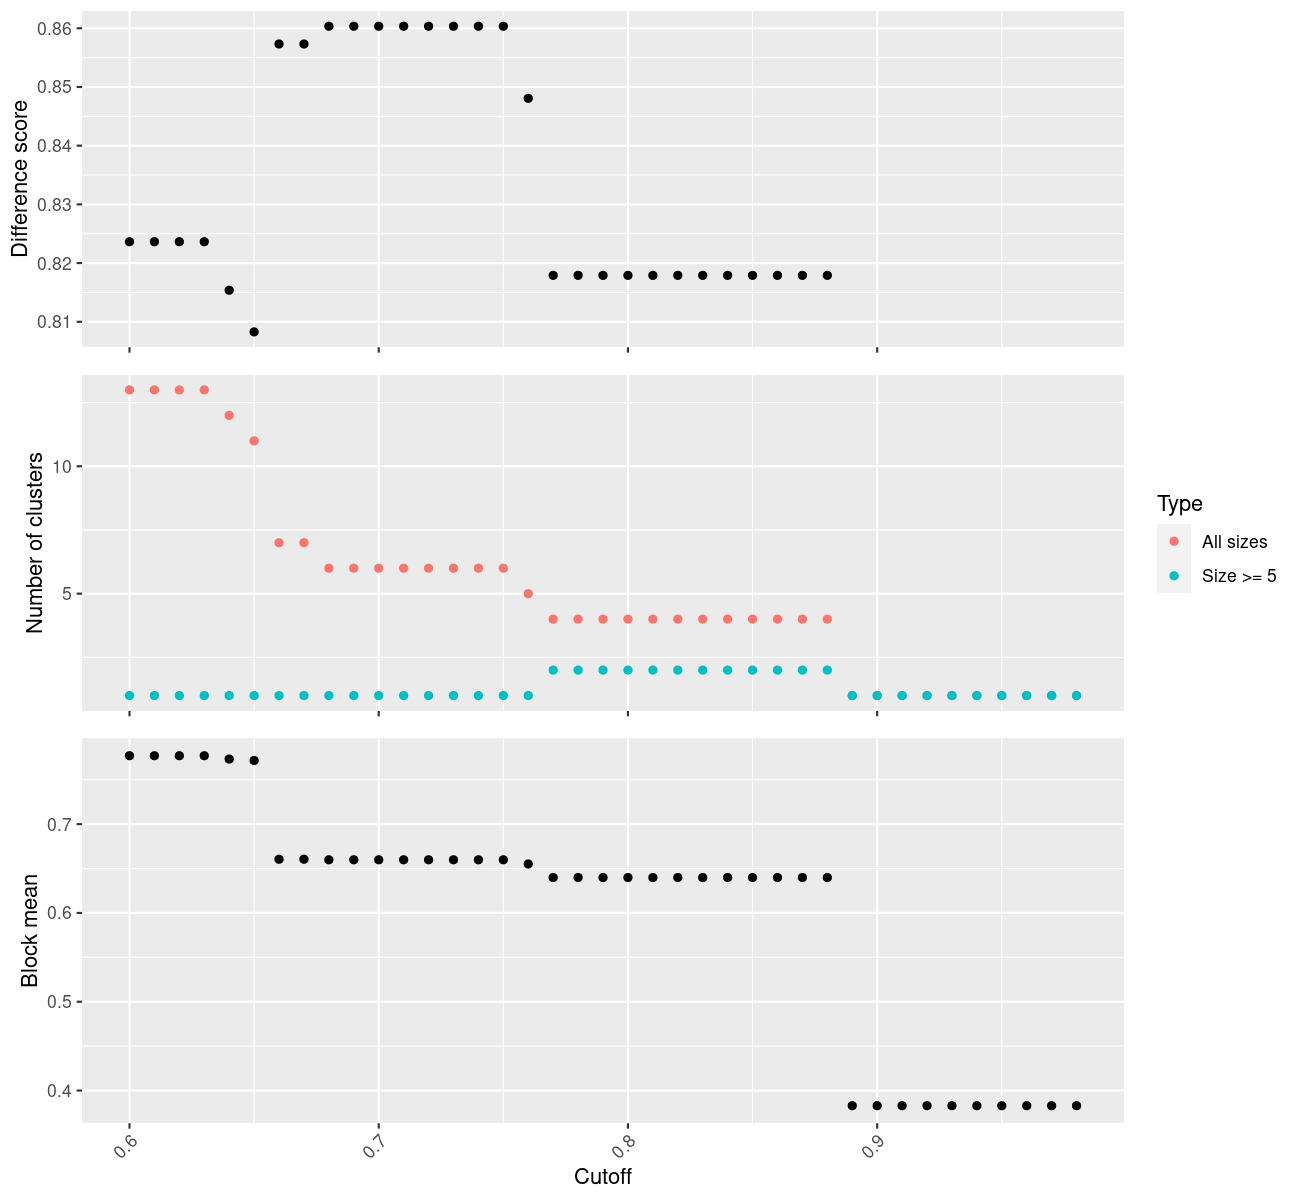 Difference score
0.86
0.85
0.84
0.83
0.82
0.81
Number of clusters
10
5
Type
All sizes
Size >= 5
Block mean
0.7
0.6
0.5
0.4
0.6
0.7
0.8
0.9
Cutoff